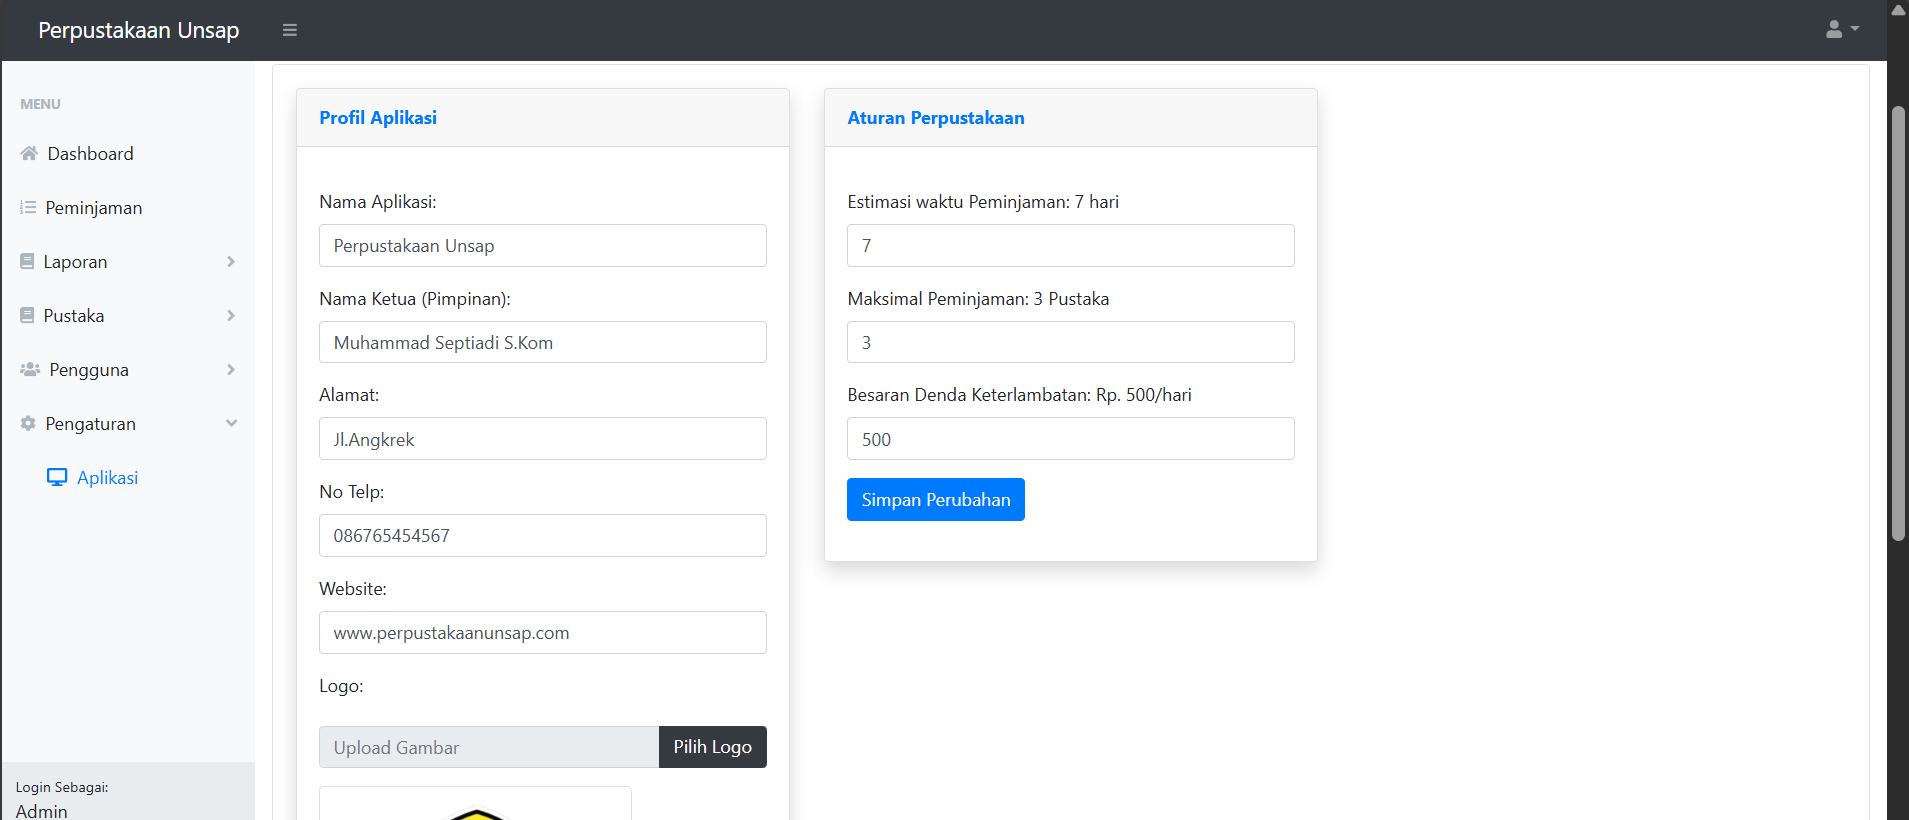 Perpustakaan Unsap
MENU
Dashboard
Peminjaman
Laporan
Pustaka
Pengguna
Pengaturan
Aplikasi
Login Sebagai:
Admin
Profil Aplikasi
Nama Aplikasi:
Perpustakaan Unsap
Nama Ketua (Pimpinan):
Muhammad Septiadi S.Kom
Alamat:
Jl.Angkrek
No Telp:
086765454567
Website:
www.perpustakaanunsap.com
Logo:
Upload Gambar
Pilih Logo
Aturan Perpustakaan
Estimasi waktu Peminjaman: 7 hari
7
Maksimal Peminjaman: 3 Pustaka
3
Besaran Denda Keterlambatan: Rp. 500/hari
500
Simpan Perubahan